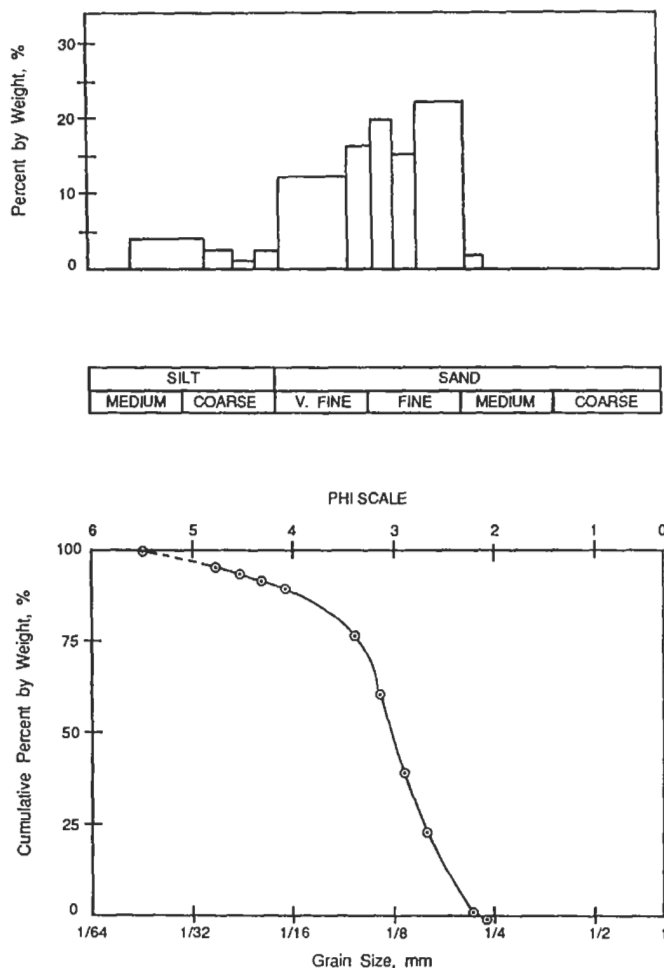 Percent by Weight, %
30
20
10
0
SILT SAND
MEDIUM COARSE V. FINE FINE MEDIUM COARSE
PHI SCALE
6 5 4 3 2 1 0
Cumulative Percent by Weight, %
100
75
50
25
0
1/64 1/32 1/16 1/8 1/4 1/2 1
Grain Size, mm